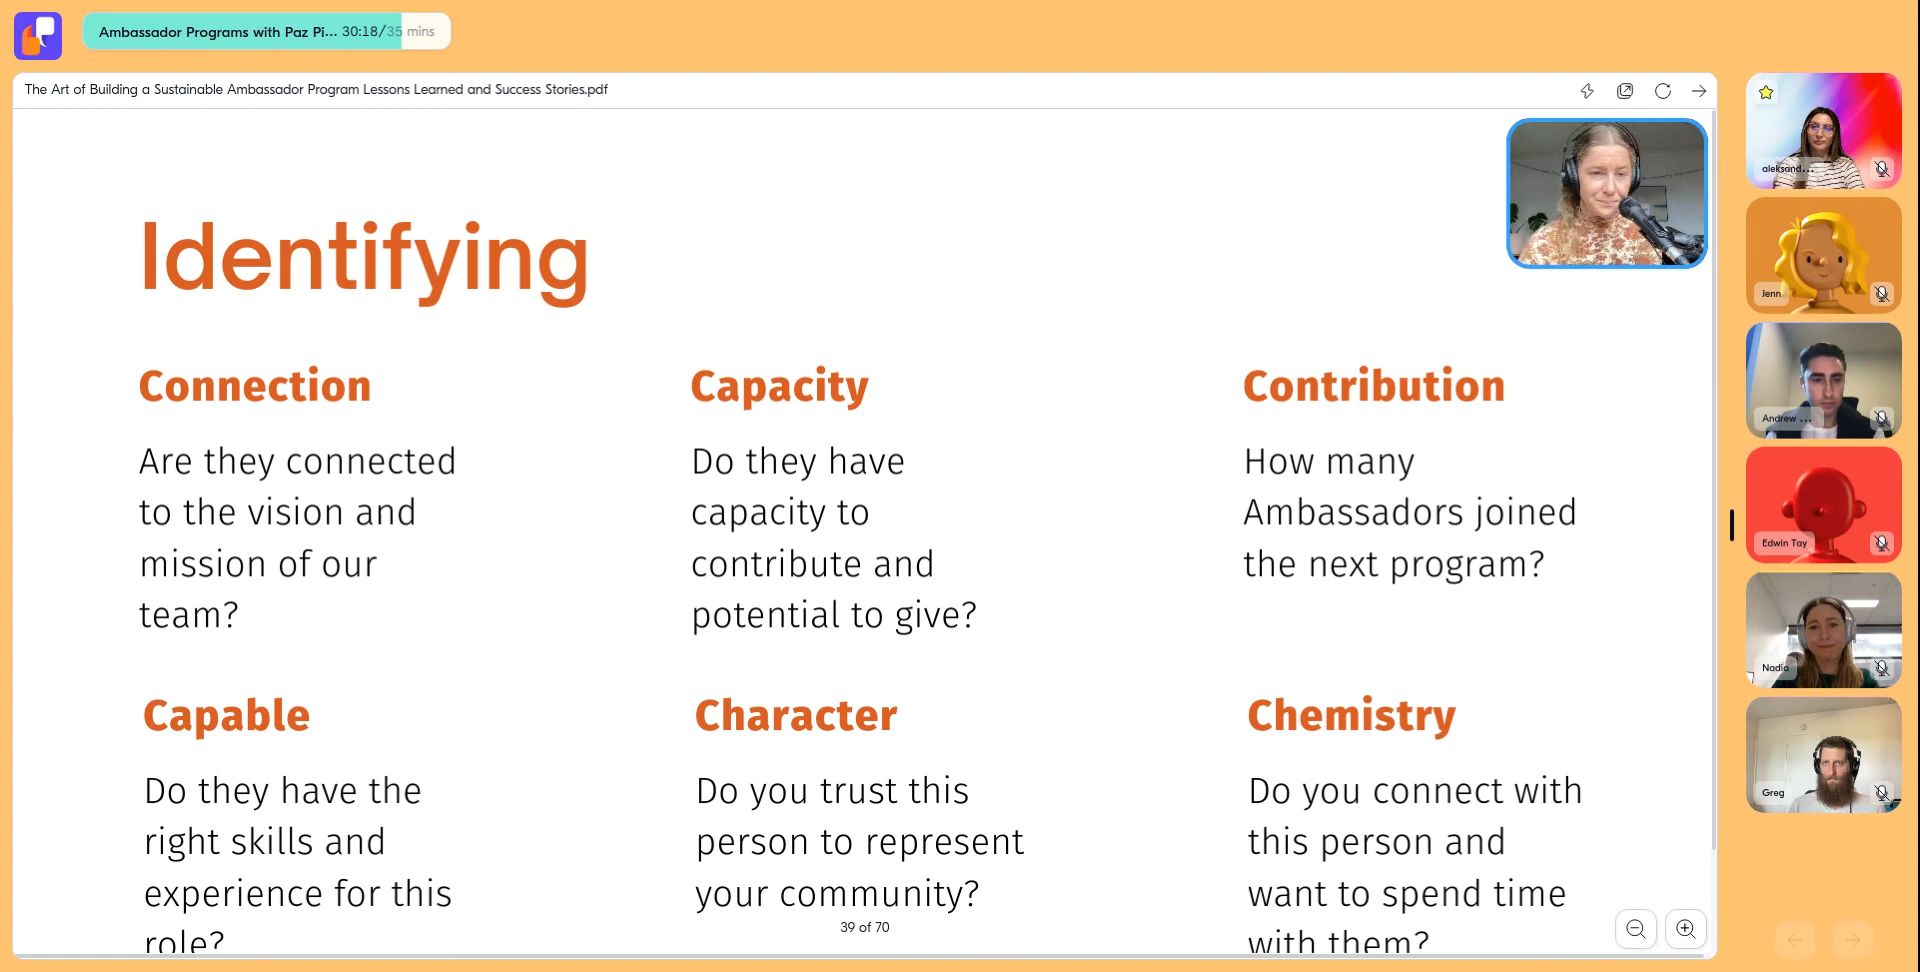 Ambassador Programs with Paz Pi... 30:18/35 mins
The Art of Building a Sustainable Ambassador Program Lessons Learned and Success Stories.pdf
Identifying
Connection
Are they connected
to the vision and
mission of our
team?
Capacity
Do they have
capacity to
contribute and
potential to give?
Contribution
How many
Ambassadors joined
the next program?
Capable
Do they have the
right skills and
experience for this
role?
Character
Do you trust this
person to represent
your community?
Chemistry
Do you connect with
this person and
want to spend time
with them?
39 of 70
aleksand...
Jenn
Andrew ...
Edwin Tay
Nadia
Greg